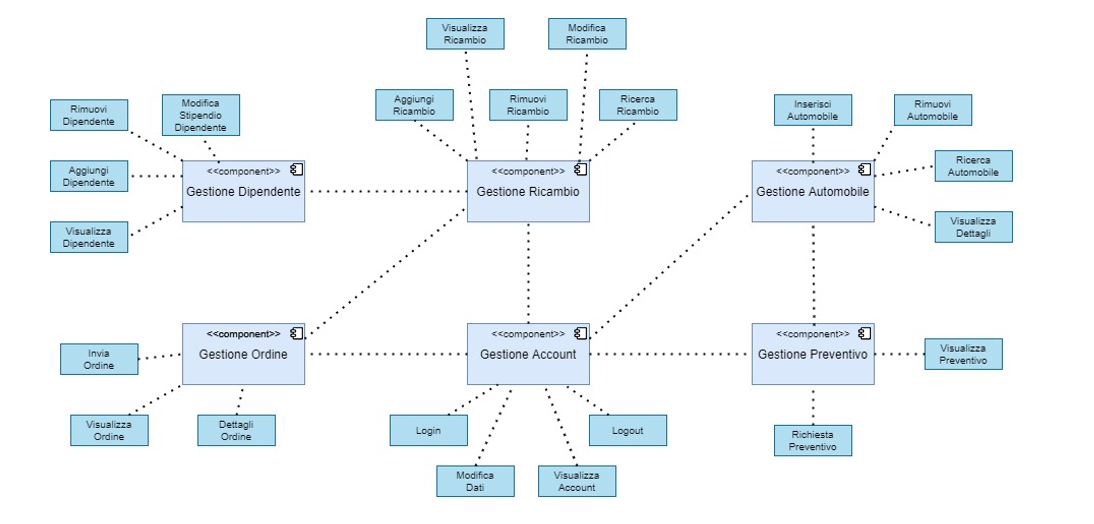 Visualizza
Ricambio
Modifica
Ricambio
Rimuovi
Dipendente
Modifica
Stipendio
Dipendente
Aggiungi
Ricambio
Rimuovi
Ricambio
Ricerca
Ricambio
Inserisci
Automobile
Rimuovi
Automobile
Aggiungi
Dipendente
<<component>>
Gestione Dipendente
<<component>>
Gestione Ricambio
<<component>>
Gestione Automobile
Ricerca
Automobile
Visualizza
Dipendente
Visualizza
Dettagli
Invia
Ordine
<<component>>
Gestione Ordine
<<component>>
Gestione Account
<<component>>
Gestione Preventivo
Visualizza
Preventivo
Visualizza
Ordine
Dettagli
Ordine
Login
Logout
Richiesta
Preventivo
Modifica
Dati
Visualizza
Account